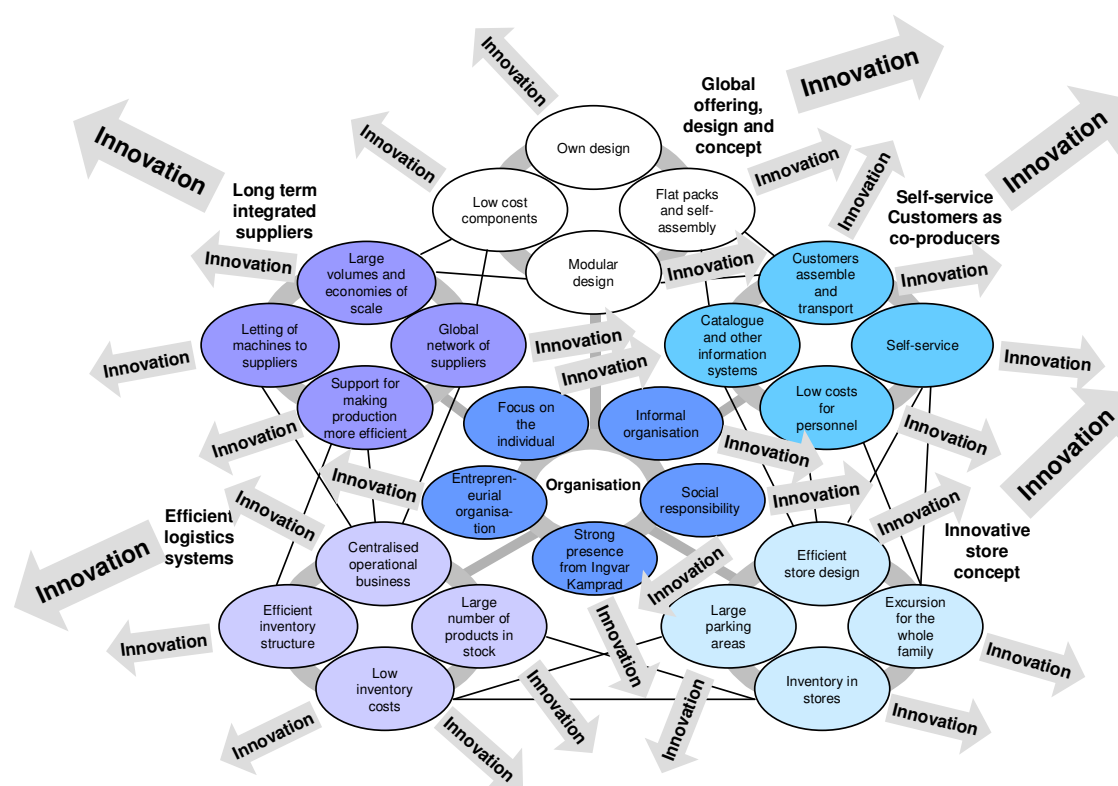 Innovation
Innovation
Global
offering,
design and
concept
Innovation
Innovation
Innovation
Own design
Innovation
Innovation
Innovation
Low cost
components
Flat packs
and self-
assembly
Long term
integrated
suppliers
Self-service
Customers as
co-producers
Modular
design
Innovation
Innovation
Innovation
Large
volumes and
economies of
scale
Customers
assemble
and
transport
Letting of
machines to
suppliers
Global
network of
suppliers
Innovation
Innovation
Catalogue
and other
information
systems
Self-service
Innovation
Innovation
Support for
making
production
more efficient
Low costs
for
personnel
Focus on
the
individual
Informal
organisation
Innovation
Innovation
Innovation
Innovation
Innovation
Entrepren-
eurial
organisa-
tion
Organisation
Social
responsibility
Innovation
Innovation
Innovation
Efficient
logistics
systems
Innovation
Innovative
store
concept
Centralised
operational
business
Strong
presence
from Ingvar
Kamprad
Innovation
Efficient
store design
Efficient
inventory
structure
Large
number of
products in
stock
Large
parking
areas
Excursion
for the
whole
family
Innovation
Innovation
Innovation
Low
inventory
costs
Inventory in
stores
Innovation
Innovation
Innovation
Innovation
Innovation